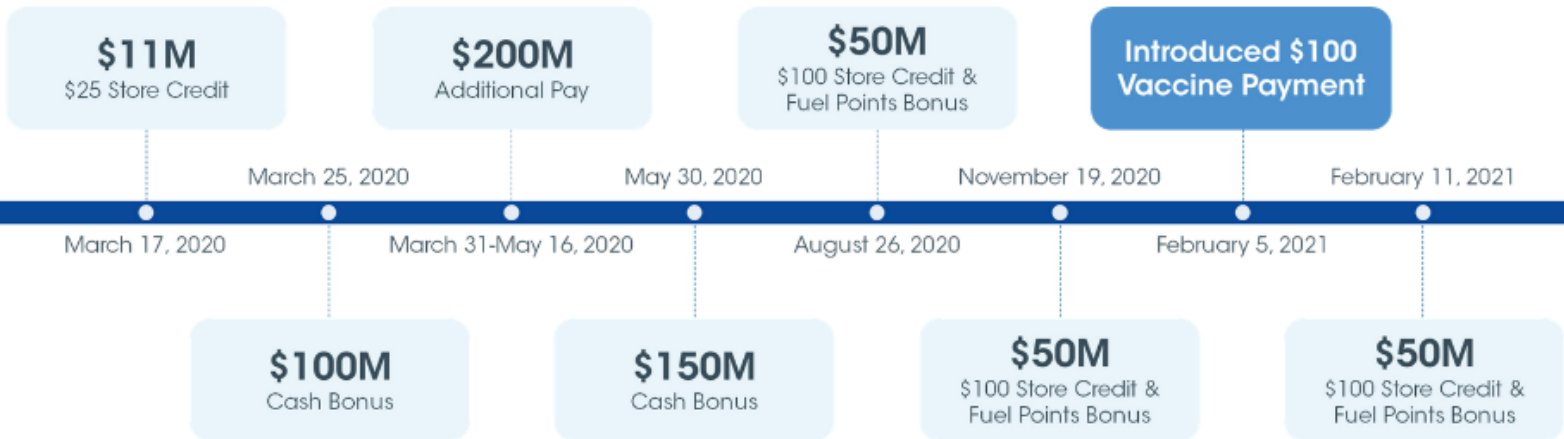 $11M
$25 Store Credit
$200M
Additional Pay
$50M
$100 Store Credit &
Fuel Points Bonus
Introduced $100
Vaccine Payment
March 25, 2020
May 30, 2020
November 19, 2020
February 11, 2021
March 17, 2020
March 31-May 16, 2020
August 26, 2020
February 5, 2021
$100M
Cash Bonus
$150M
Cash Bonus
$50M
$100 Store Credit &
Fuel Points Bonus
$50M
$100 Store Credit &
Fuel Points Bonus